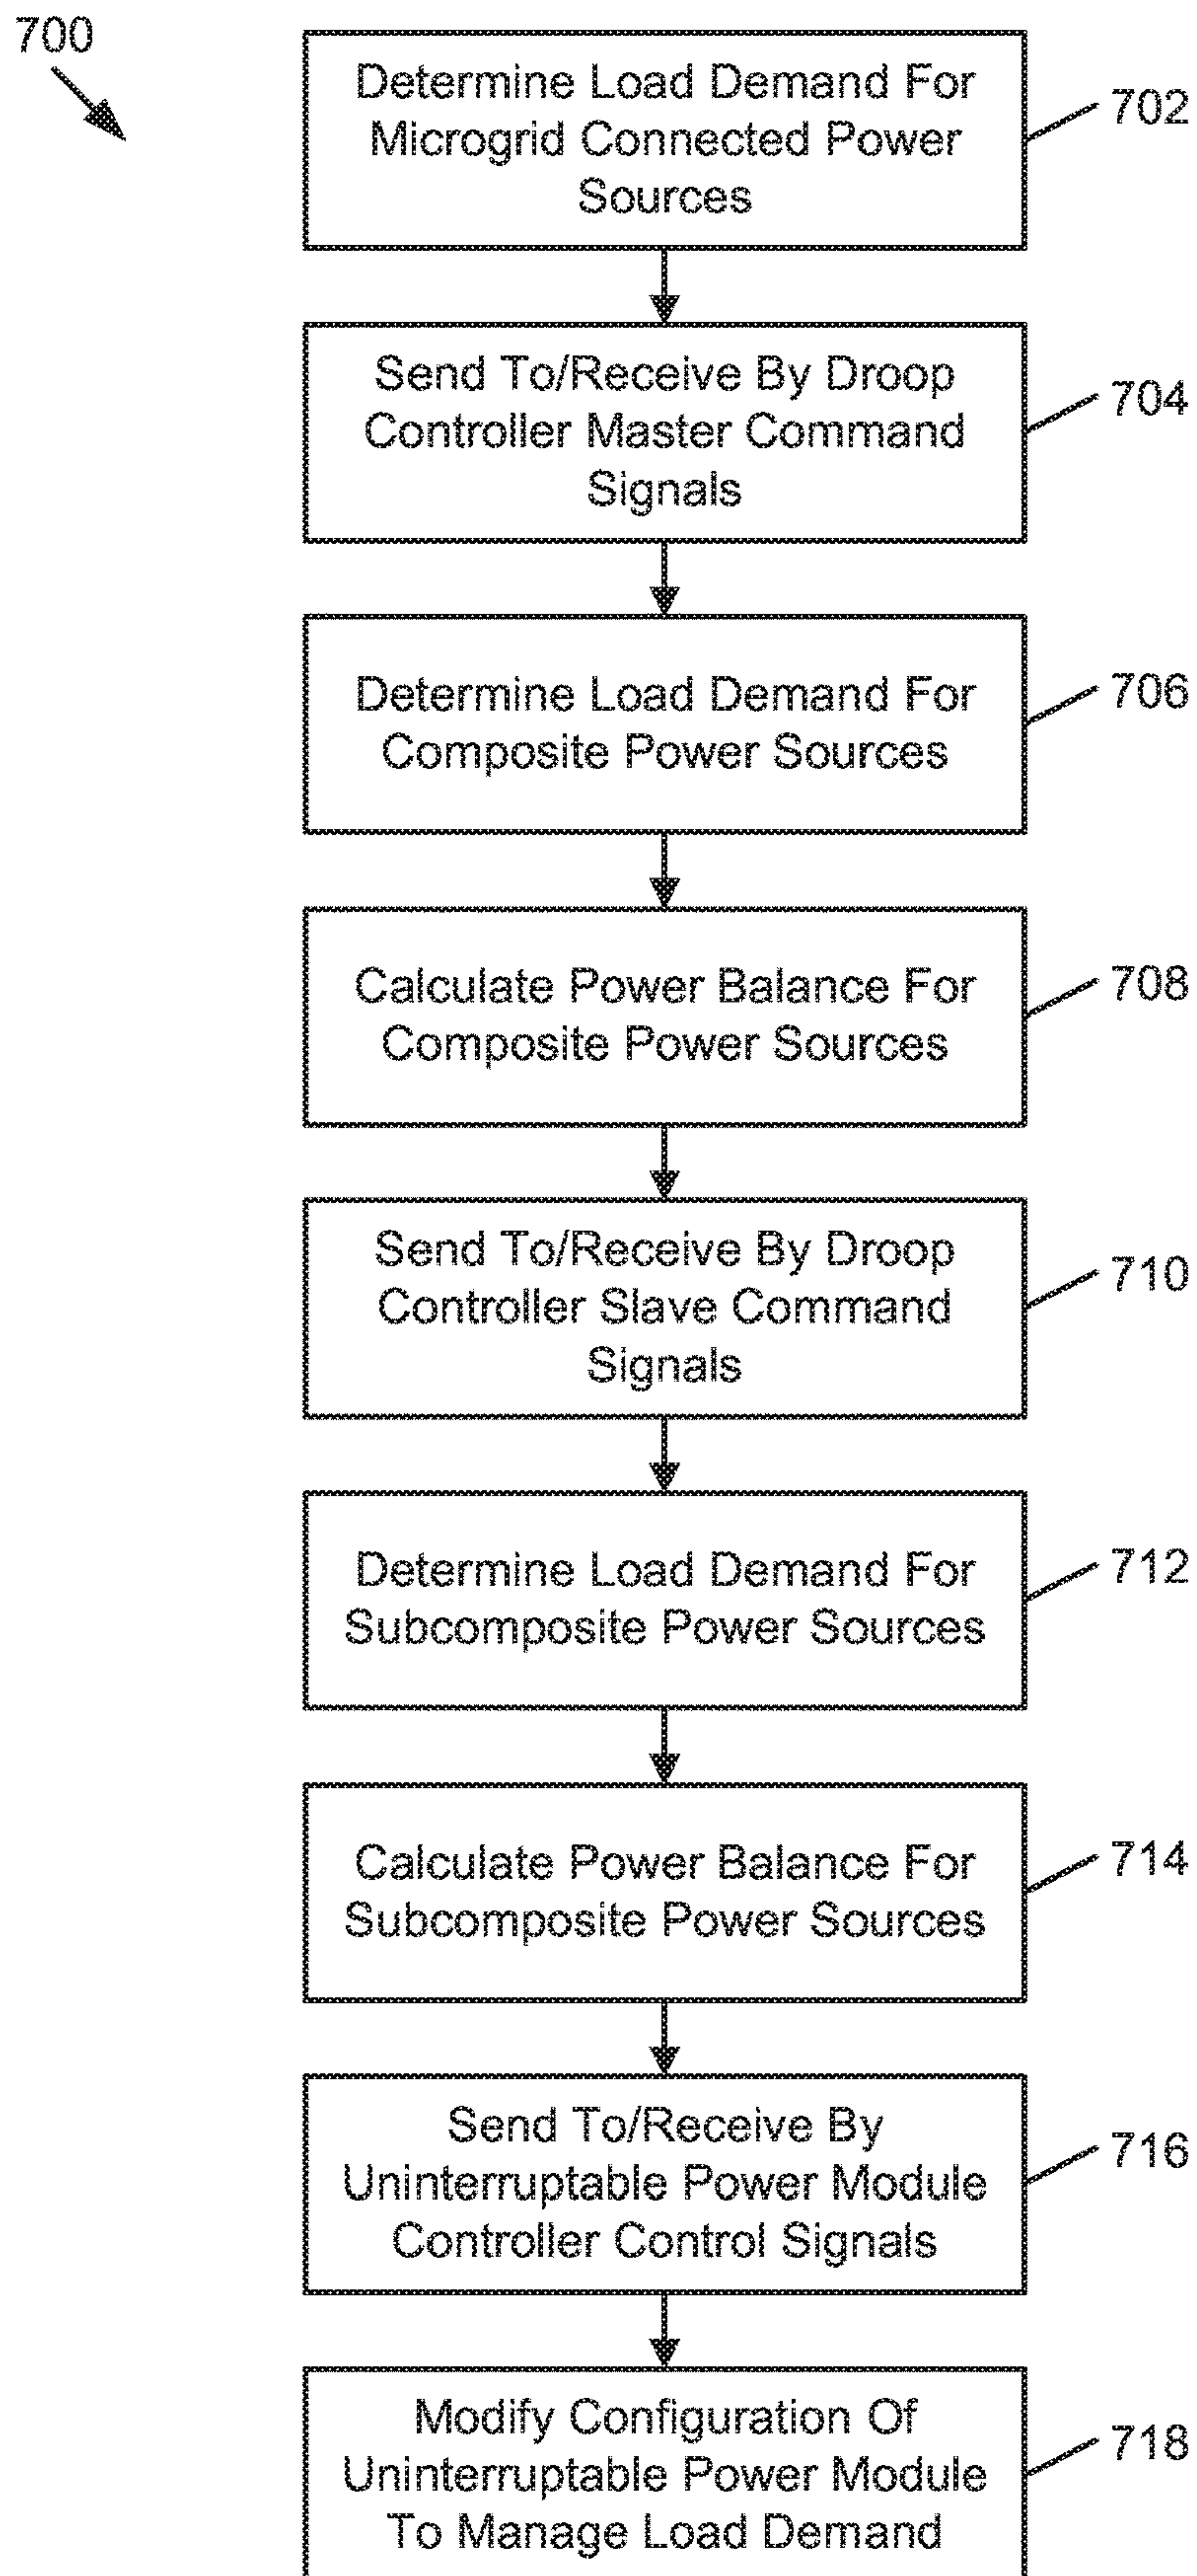 700
Determine Load Demand For
Microgrid Connected Power
Sources
702
Send To/Receive By Droop
Controller Master Command
Signals
704
Determine Load Demand For
Composite Power Sources
706
Calculate Power Balance For
Composite Power Sources
708
Send To/Receive By Droop
Controller Slave Command
Signals
710
Determine Load Demand For
Subcomposite Power Sources
712
Calculate Power Balance For
Subcomposite Power Sources
714
Send To/Receive By
Uninterruptable Power Module
Controller Control Signals
716
Modify Configuration Of
Uninterruptable Power Module
To Manage Load Demand
718